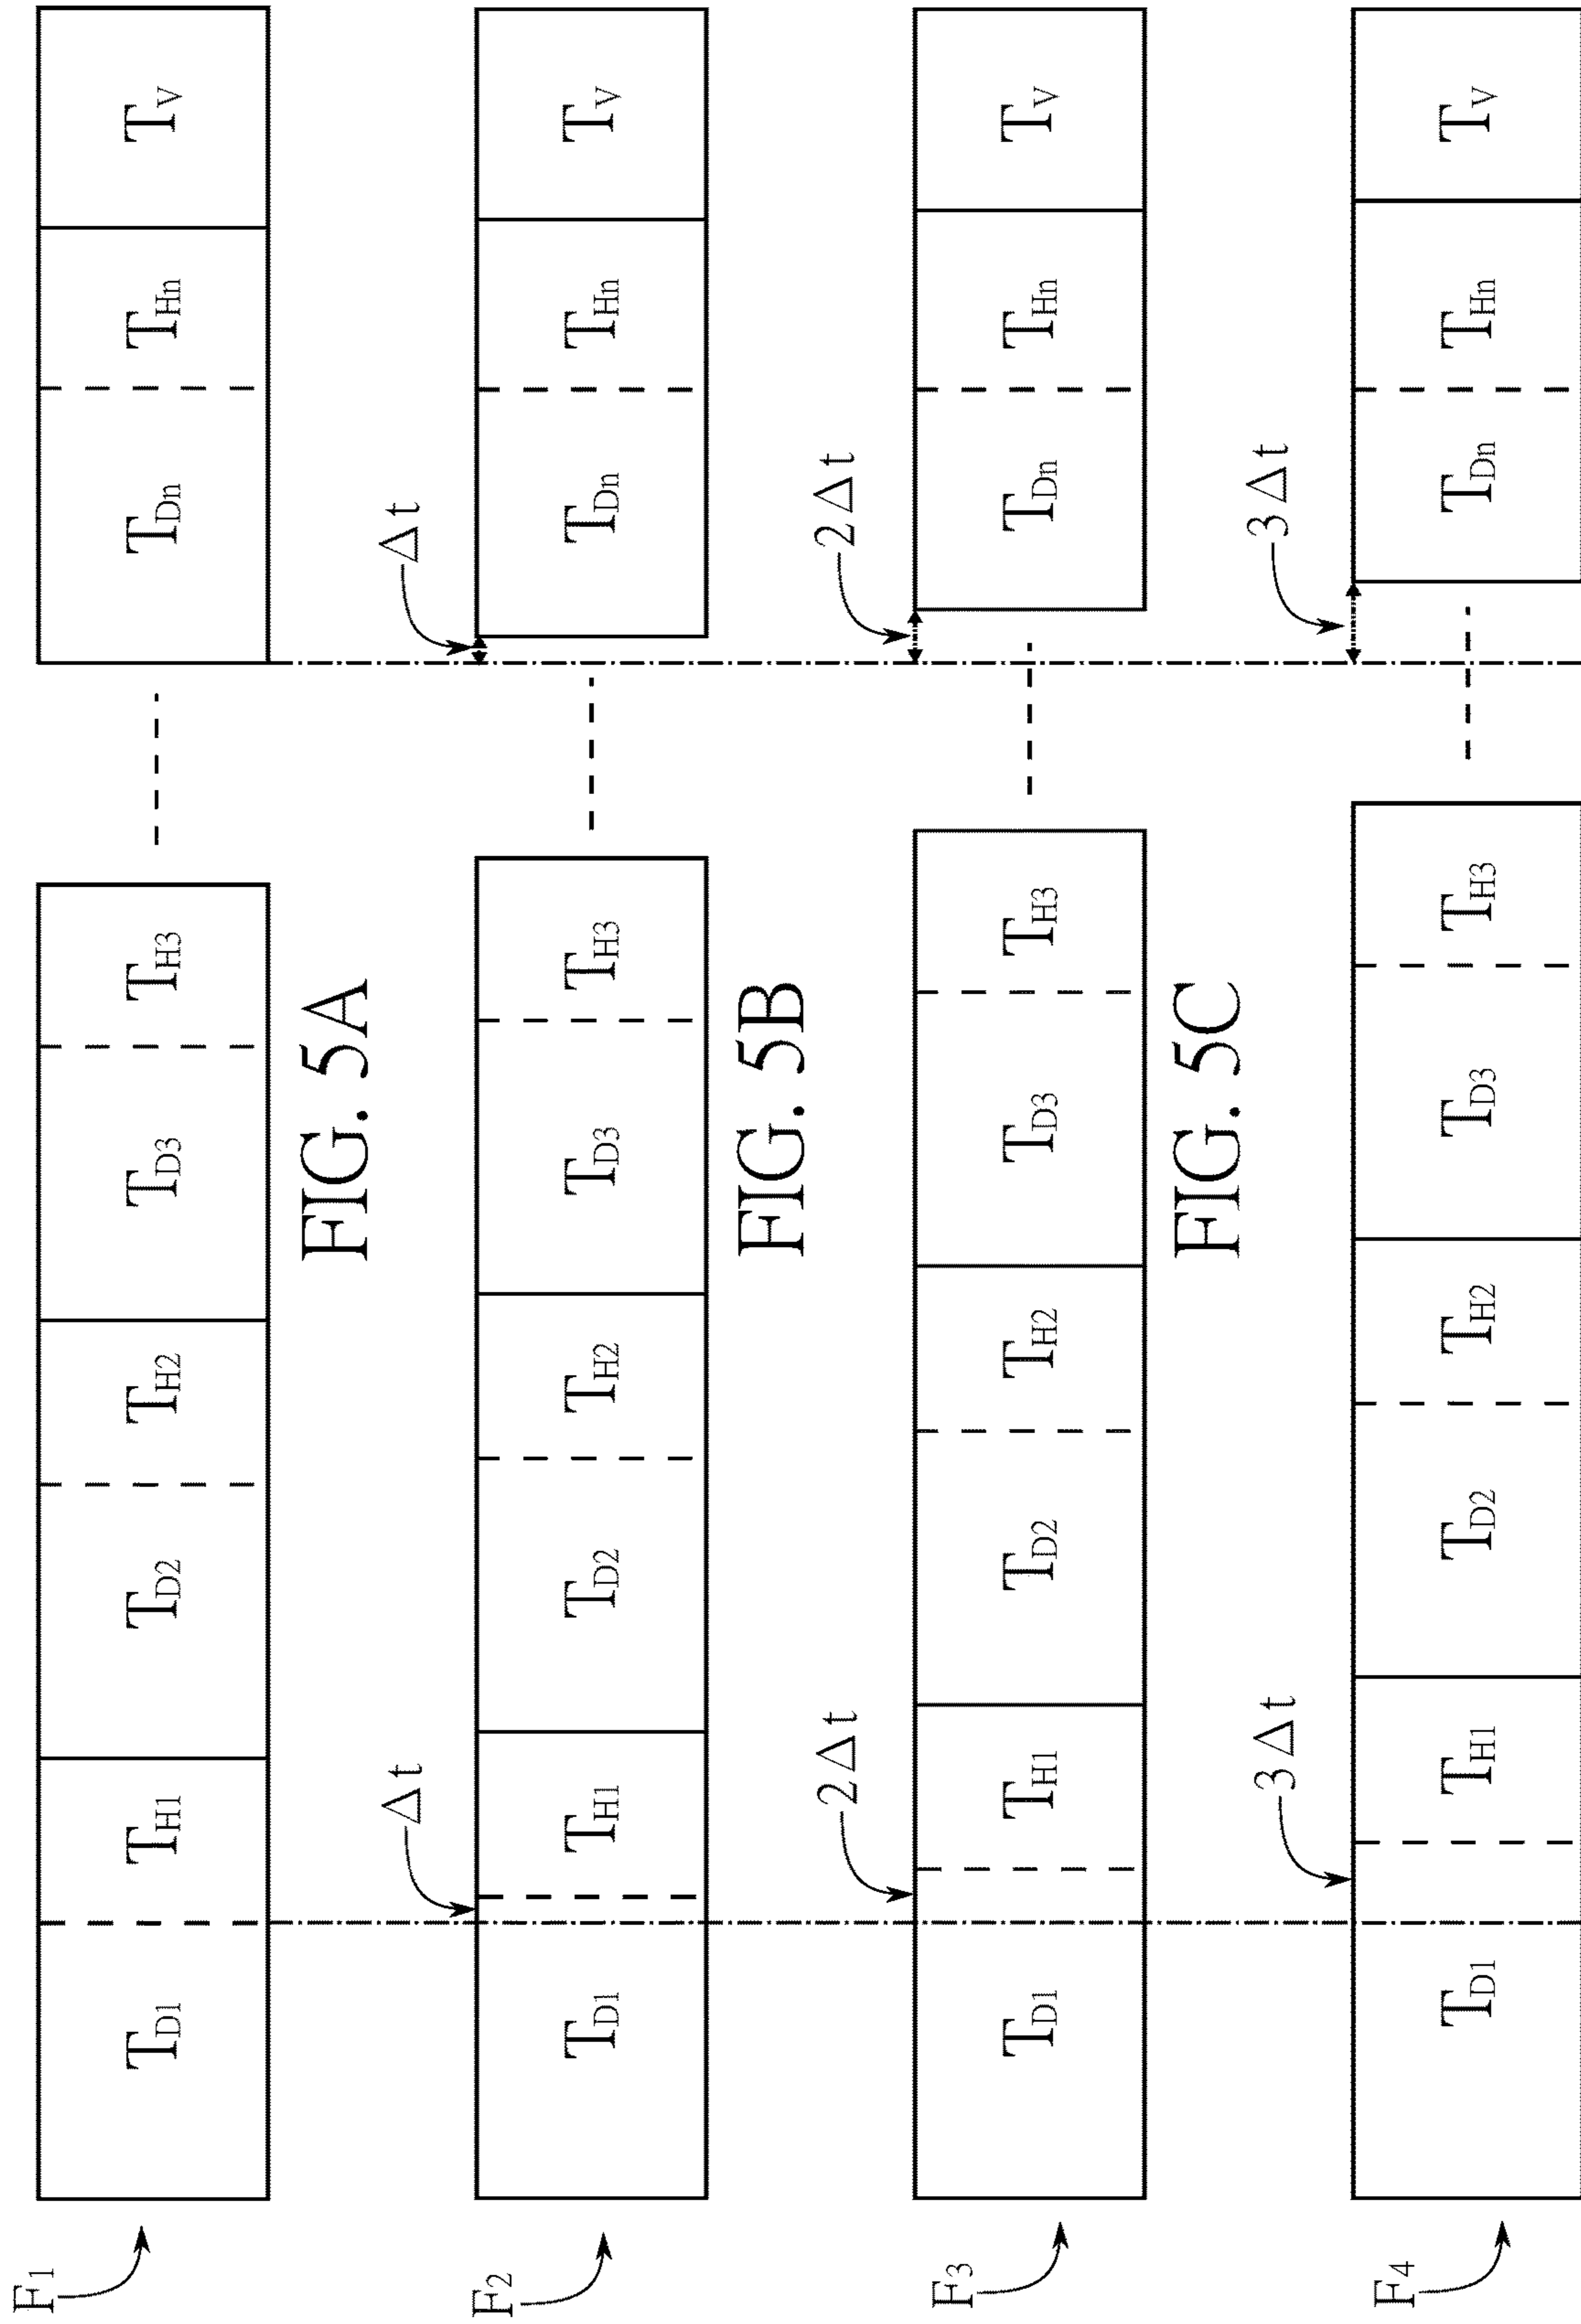 F1
TD1 TH1 TD2 TH2 TD3 TH3 TDn THn TV
FIG. 5A
Δt Δt
F2
TD1 TH1 TD2 TH2 TD3 TH3 TDn THn TV
FIG. 5B
2Δt 2Δt
F3
TD1 TH1 TD2 TH2 TD3 TH3 TDn THn TV
FIG. 5C
3Δt 3Δt
F4
TD1 TH1 TD2 TH2 TD3 TH3 TDn THn TV